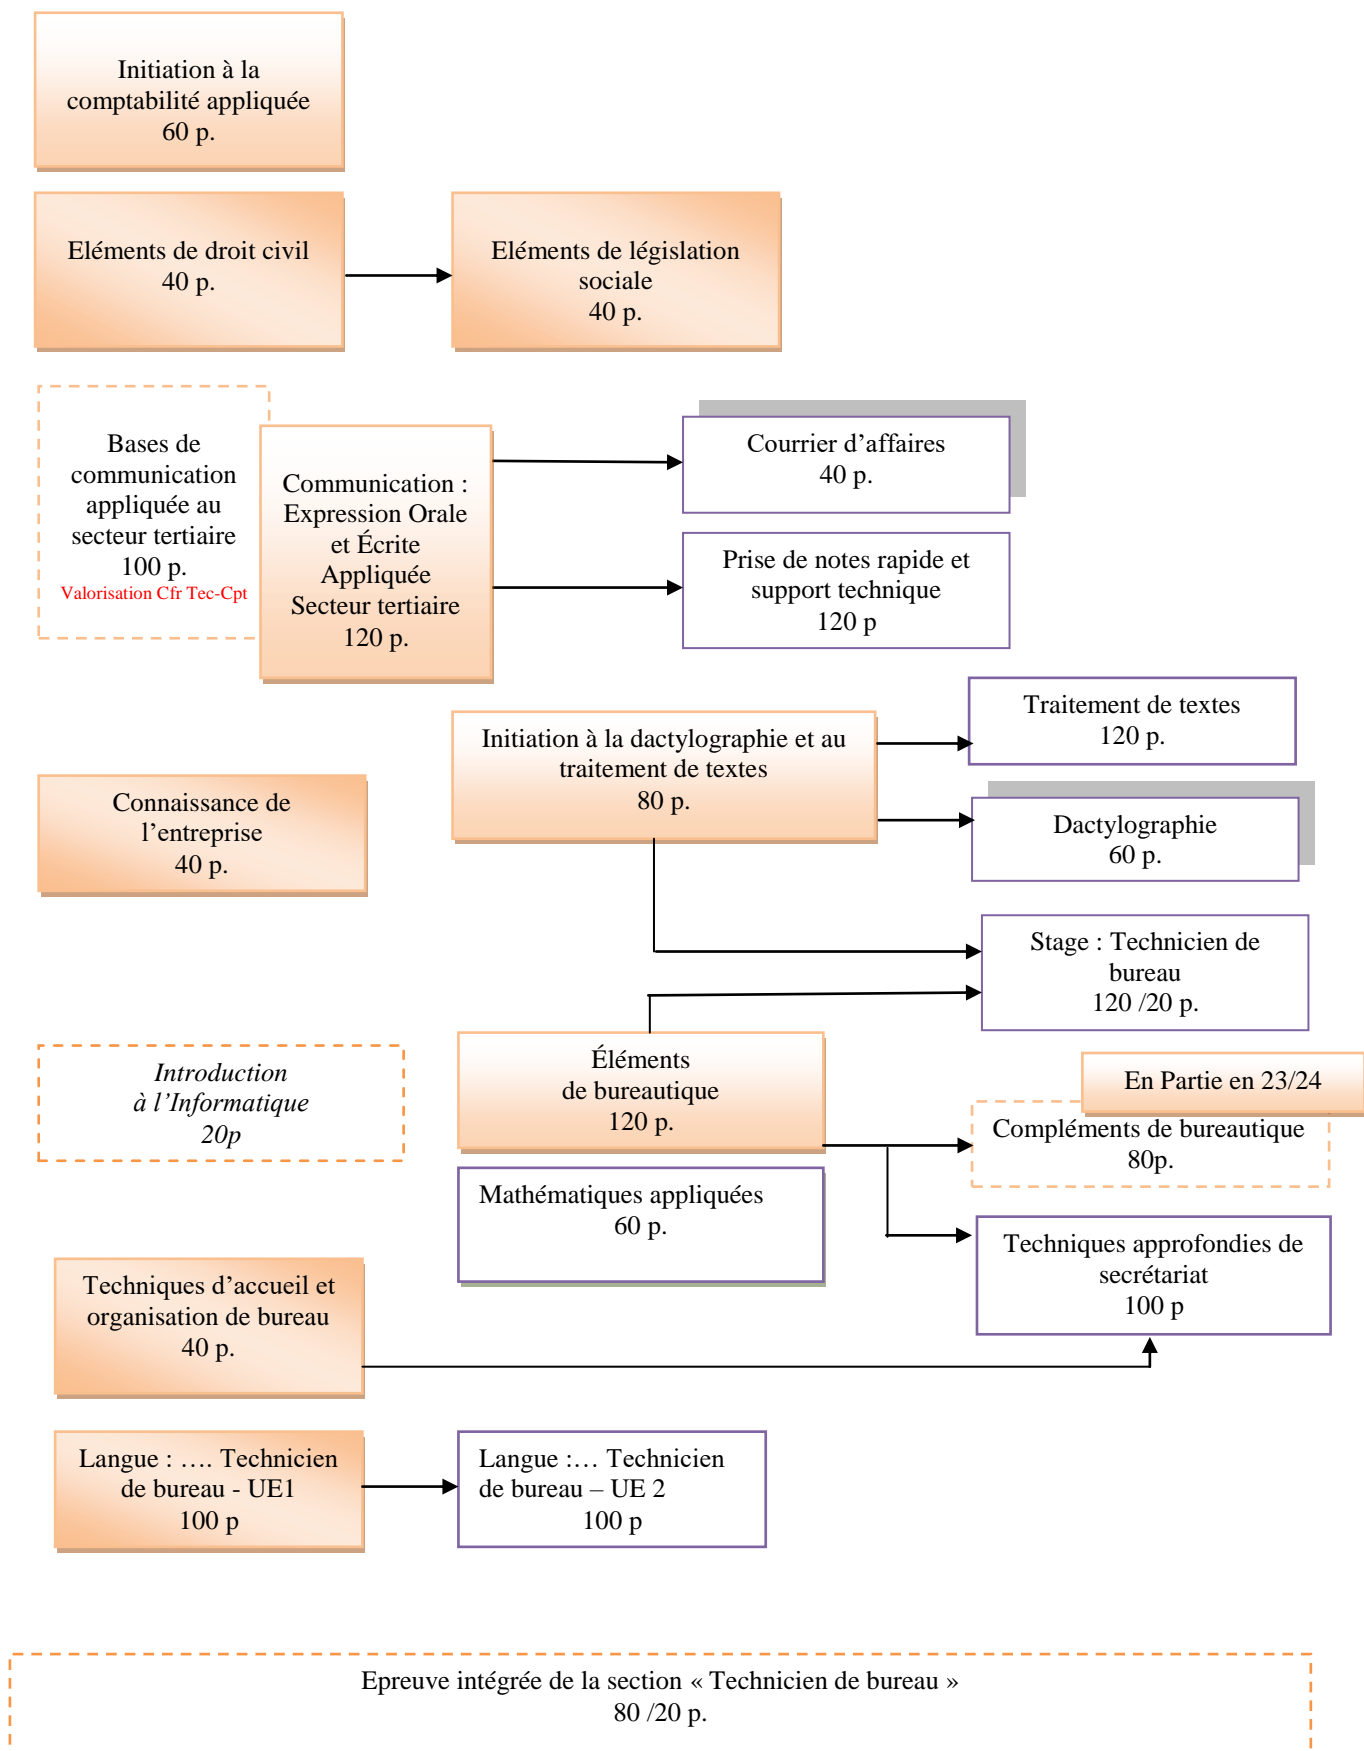 Initiation à la
comptabilité appliquée
60 p.
Eléments de droit civil
40 p.
Eléments de législation
sociale
40 p.
Bases de
communication
appliquée au
secteur tertiaire
100 p.
Valorisation Cfr Tec-Cpt
Communication :
Expression Orale
et Écrite
Appliquée
Secteur tertiaire
120 p.
Courrier d’affaires
40 p.
Prise de notes rapide et
support technique
120 p
Initiation à la dactylographie et au
traitement de textes
80 p.
Traitement de textes
120 p.
Connaissance de
l’entreprise
40 p.
Dactylographie
60 p.
Stage : Technicien de
bureau
120 /20 p.
Introduction
à l’Informatique
20p
Éléments
de bureautique
120 p.
En Partie en 23/24
Compléments de bureautique
80p.
Mathématiques appliquées
60 p.
Techniques approfondies de
secrétariat
100 p
Techniques d’accueil et
organisation de bureau
40 p.
Langue : …. Technicien
de bureau - UE1
100 p
Langue :… Technicien
de bureau – UE 2
100 p
Epreuve intégrée de la section « Technicien de bureau »
80 /20 p.